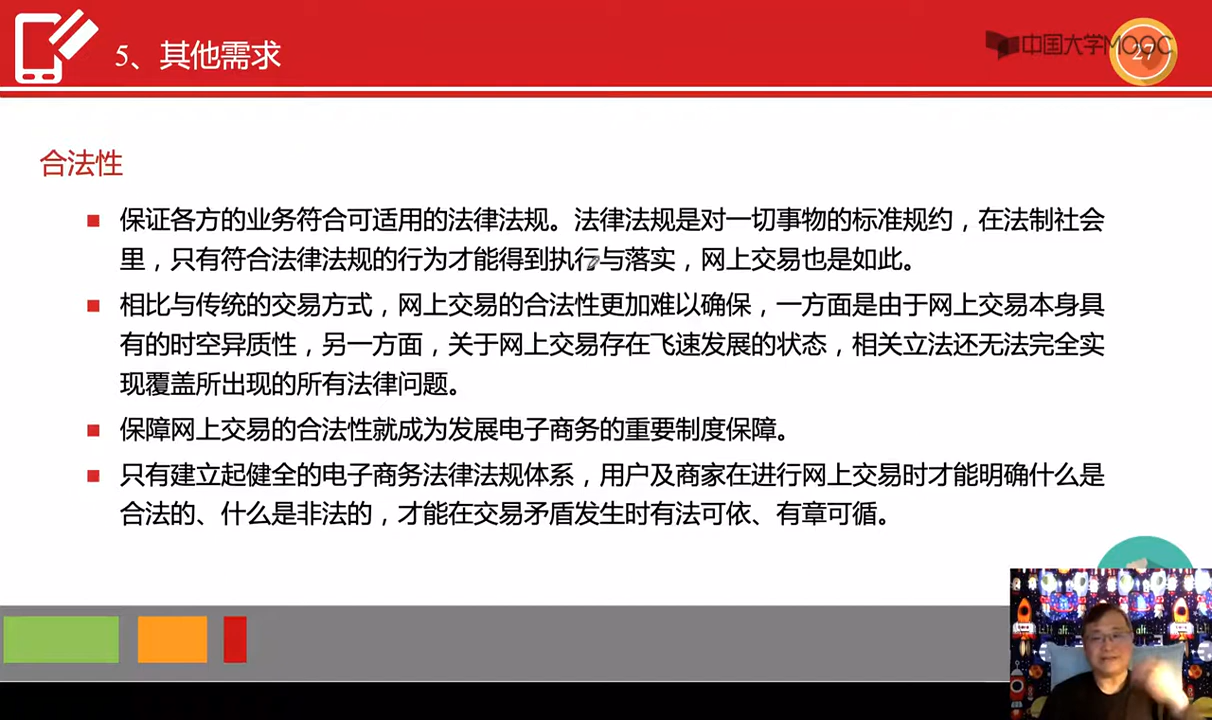 5、其他需求
中国大学MOOC
27
合法性
保证各方的业务符合可适用的法律法规。法律法规是对一切事物的标准规约，在法制社会
里，只有符合法律法规的行为才能得到执行与落实，网上交易也是如此。
相比与传统的交易方式，网上交易的合法性更加难以确保，一方面是由于网上交易本身具
有的时空异质性，另一方面，关于网上交易存在飞速发展的状态，相关立法还无法完全实
现覆盖所出现的所有法律问题。
保障网上交易的合法性就成为发展电子商务的重要制度保障。
只有建立起健全的电子商务法律法规体系，用户及商家在进行网上交易时才能明确什么是
合法的、什么是非法的，才能在交易矛盾发生时有法可依、有章可循。